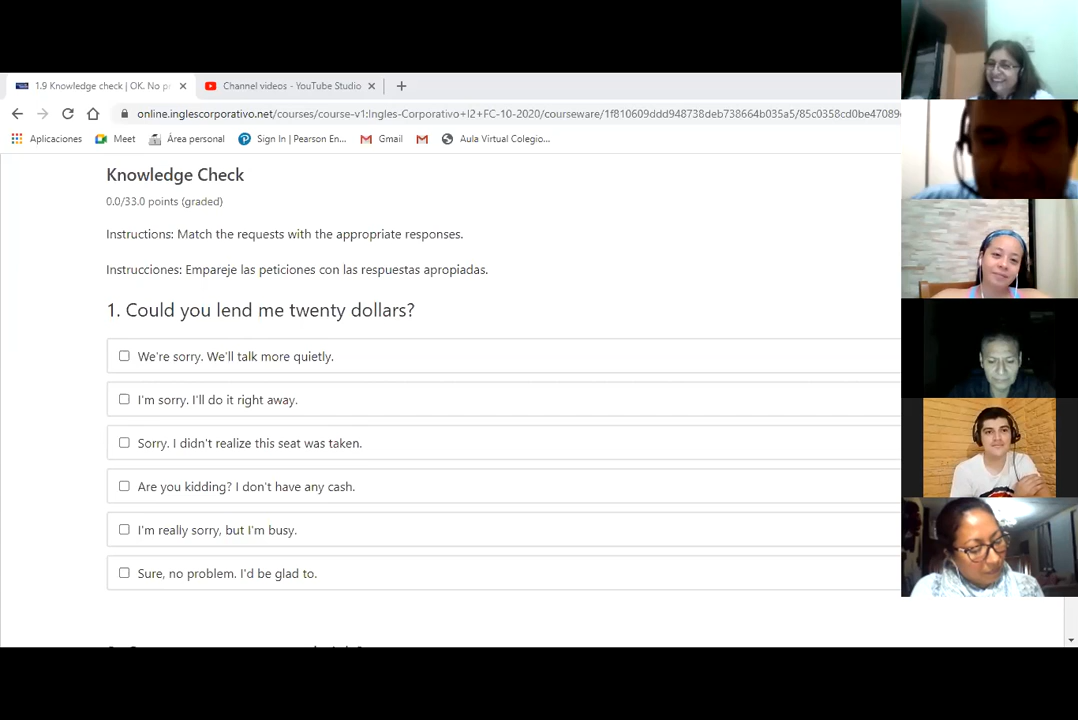 1.9 Knowledge check | OK. No pr
Channel videos - YouTube Studio
online.inglescorporativo.net/courses/course-v1:Ingles-Corporativo+I2+FC-10-2020/courseware/1f810609ddd948738deb738664b035a5/85c0358cd0be47089
Aplicaciones
Meet
Área personal
Sign In | Pearson En...
Gmail
Aula Virtual Colegio...
Knowledge Check
0.0/33.0 points (graded)
Instructions: Match the requests with the appropriate responses.
Instrucciones: Empareje las peticiones con las respuestas apropiadas.
1. Could you lend me twenty dollars?
We're sorry. We'll talk more quietly.
I'm sorry. I'll do it right away.
Sorry. I didn't realize this seat was taken.
Are you kidding? I don't have any cash.
I'm really sorry, but I'm busy.
Sure, no problem. I'd be glad to.